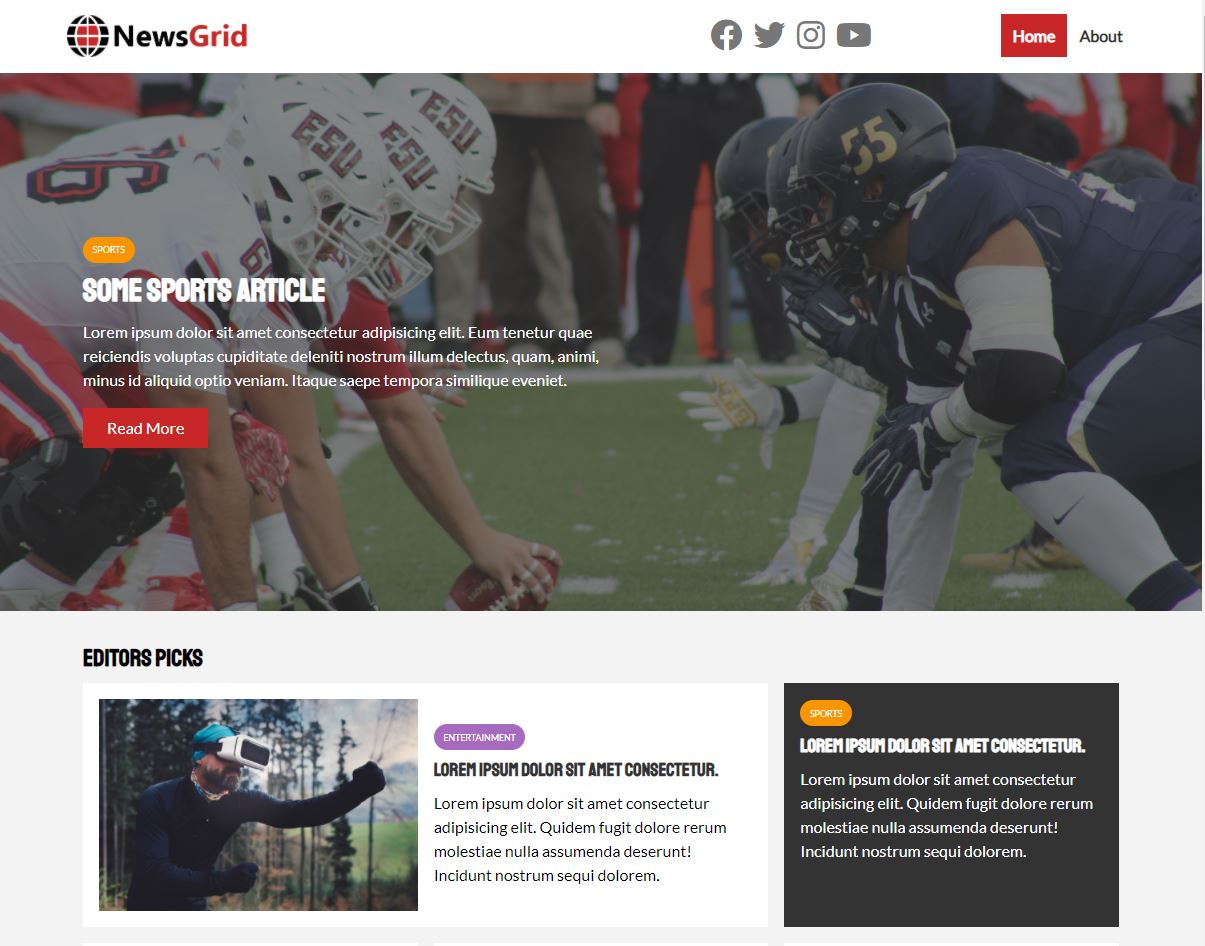 NewsGrid
Home
About
ESU
ESU
ESU
55
SPORTS
SOME SPORTS ARTICLE
Lorem ipsum dolor sit amet consectetur adipisicing elit. Eum tenetur quae
reiciendis voluptas cupiditate deleniti nostrum illum delectus, quam, animi,
minus id aliquid optio veniam. Itaque saepe tempora similique eveniet.
Read More
EDITORS PICKS
ENTERTAINMENT
LOREM IPSUM DOLOR SIT AMET CONSECTETUR.
Lorem ipsum dolor sit amet consectetur
adipisicing elit. Quidem fugit dolore rerum
molestiae nulla assumenda deserunt!
Incidunt nostrum sequi dolorem.
SPORTS
LOREM IPSUM DOLOR SIT AMET CONSECTETUR.
Lorem ipsum dolor sit amet consectetur
adipisicing elit. Quidem fugit dolore rerum
molestiae nulla assumenda deserunt!
Incidunt nostrum sequi dolorem.